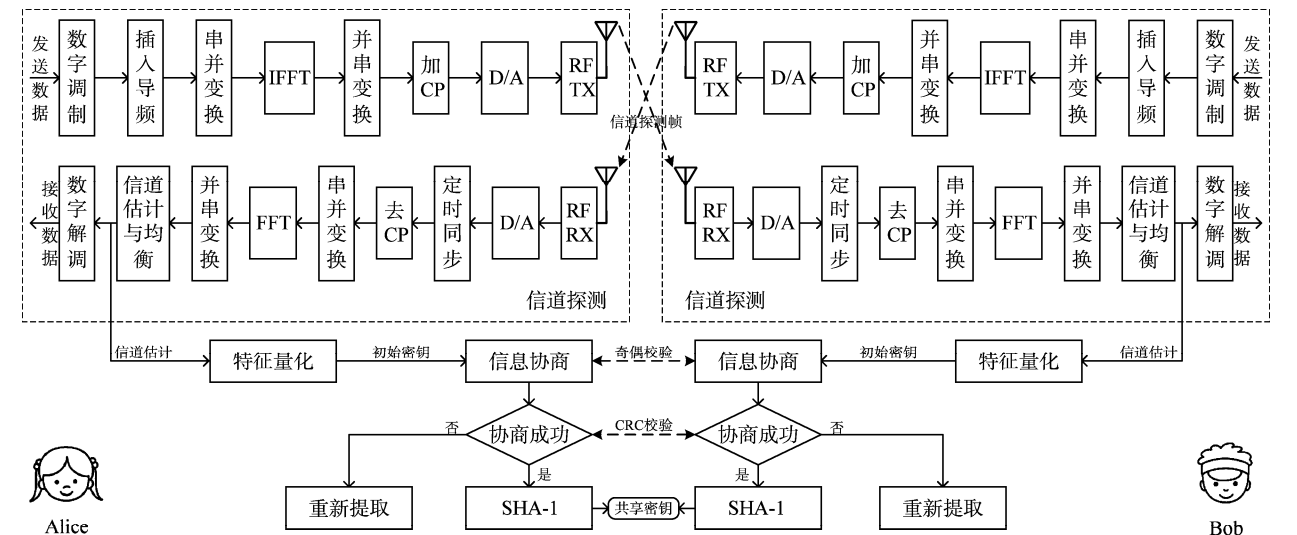 发送数据
数字调制
插入导频
串并变换
IFFT
并串变换
加
CP
D/A
RF
TX
RF
TX
D/A
加
CP
并串变换
IFFT
串并变换
插入导频
数字调制
发送数据
信道探测帧
接收数据
数字解调
信道
估计
与均
衡
并串变换
FFT
串并变换
去
CP
定时同步
D/A
RF
RX
RF
RX
D/A
定时同步
去
CP
串并变换
FFT
并串变换
信道
估计
与均
衡
数字解调
接收数据
信道探测
信道探测
信道估计
特征量化
初始密钥
信息协商
奇偶校验
信息协商
初始密钥
特征量化
信道估计
否
协商成功
CRC校验
协商成功
否
是
是
重新提取
SHA-1
共享密钥
SHA-1
重新提取
Alice
Bob